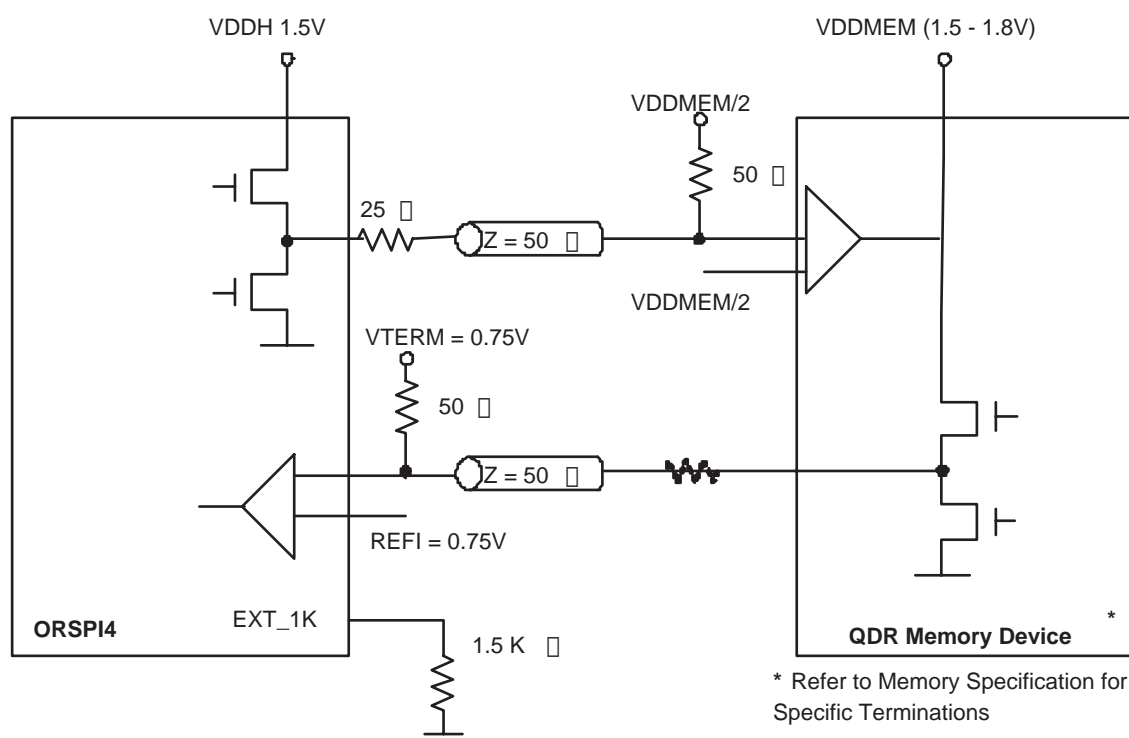 VDDH 1.5V
VDDMEM (1.5 - 1.8V)
VDDMEM/2
50 ▯
25 ▯
Z = 50 ▯
VDDMEM/2
VTERM = 0.75V
50 ▯
Z = 50 ▯
REFI = 0.75V
ORSPI4
EXT_1K
1.5 K ▯
QDR Memory Device *
* Refer to Memory Specification for
Specific Terminations